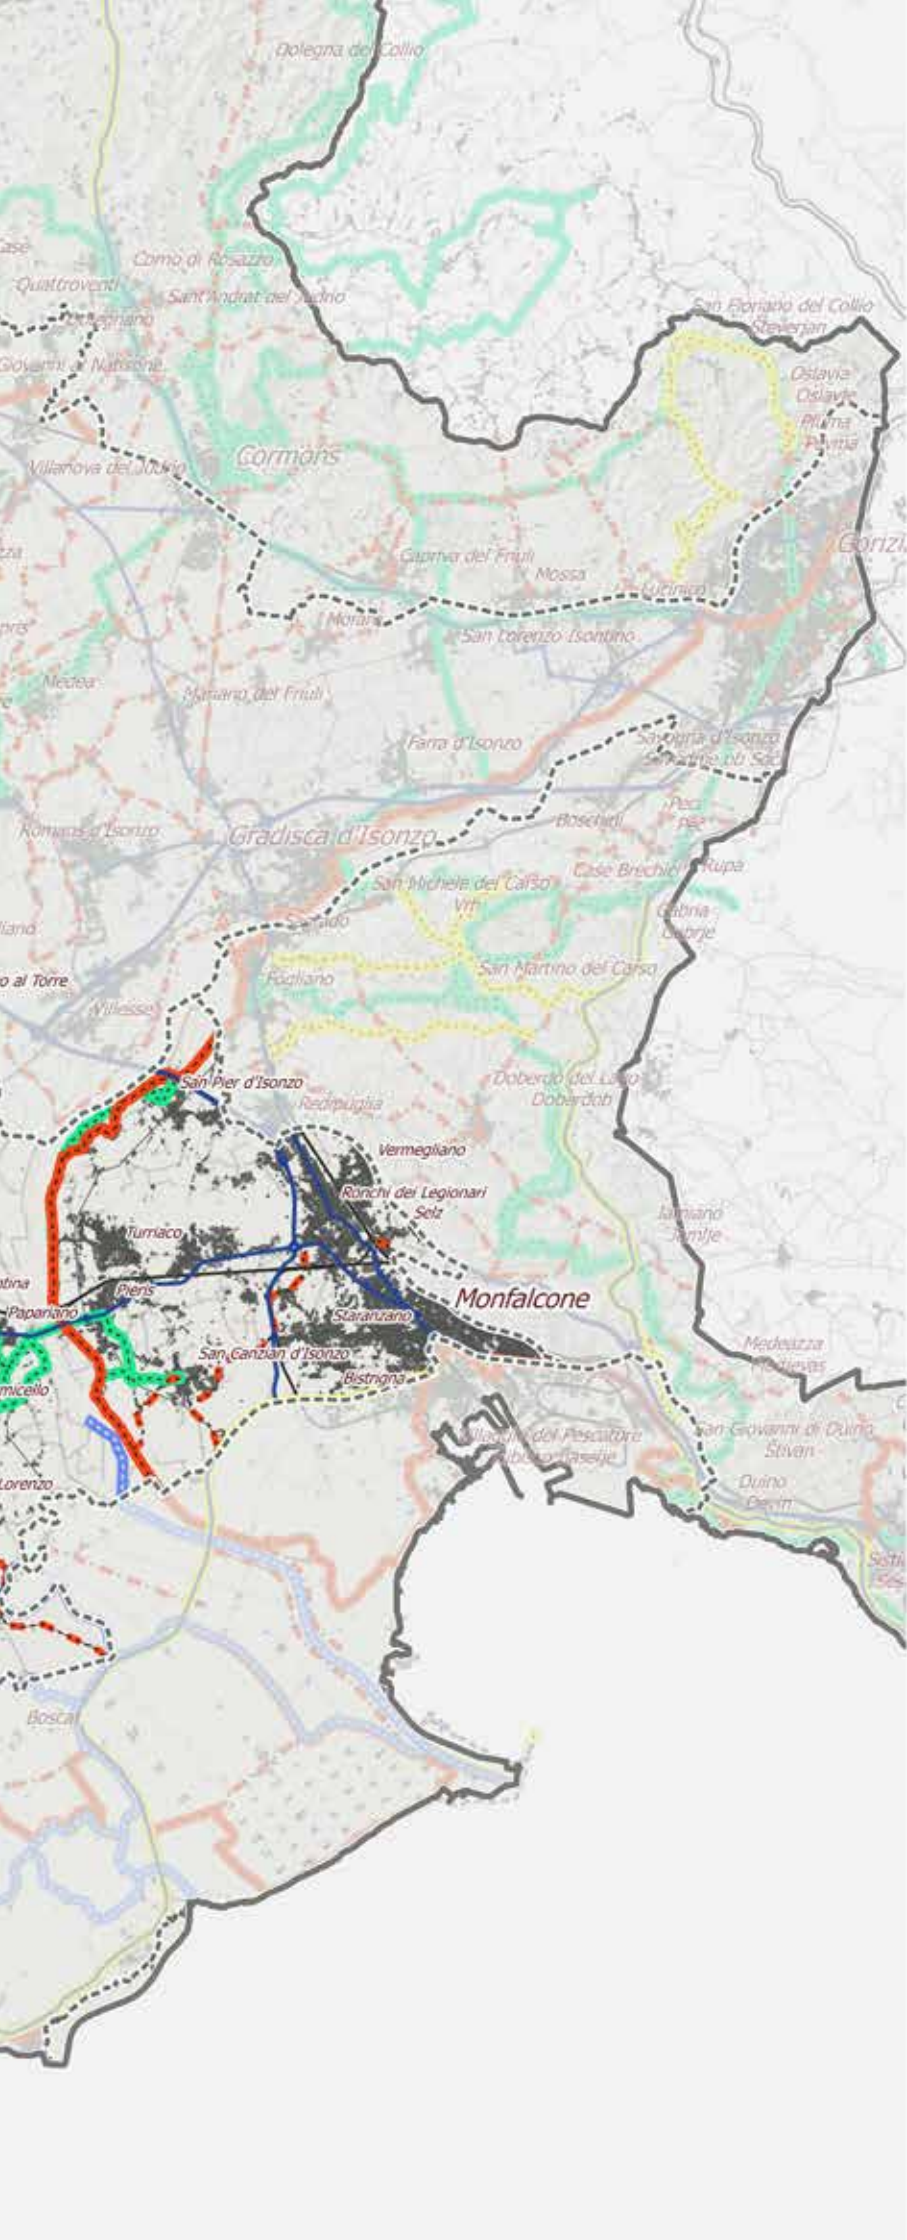 Dolegna del Collio
Corno di Rosazzo
Quattroventi
Sant'Andrat del Judrio
San Floriano del Collio
Steverjan
Oslavia
Oslavje
Piuma
Pevma
Villanova del Judrio
Cormons
Capriva del Friuli
Mossa
Lucinico
Moraro
San Lorenzo Isontino
Medea
Mariano del Friuli
Farra d'Isonzo
Savogna d'Isonzo
Romans d'Isonzo
Gradisca d'Isonzo
Boschini
Peci
Case Brechici
Rupa
San Michele del Carso
Vrh
Gabria
Gabrje
Sagrado
San Martino del Carso
Fogliano
o al Torre
Villesse
San Pier d'Isonzo
Doberdò del Lago
Doberdob
Redipuglia
Vermegliano
Ronchi dei Legionari
Selz
Jamiano
Jamlje
Turriaco
Pieris
Papariano
Monfalcone
Staranzano
San Canzian d'Isonzo
Bistrigna
Medeazza
Medjevas
micello
San Giovanni di Duino
Stivan
Duino
Devin
Lorenzo